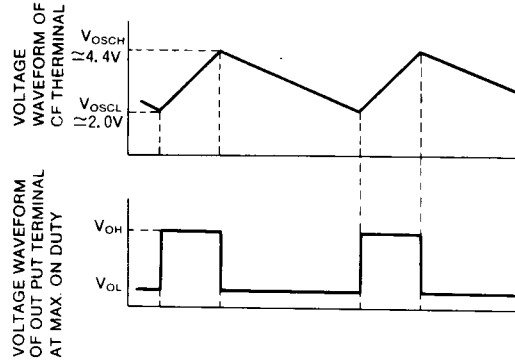 VOLTAGE
WAVEFORM OF
CF THERMINAL
VOSCH
≃4.4V
VOSCL
≃2.0V
VOLTAGE WAVEFORM
OF OUT PUT TERMINAL
AT MAX. ON DUTY
VOH
VOL